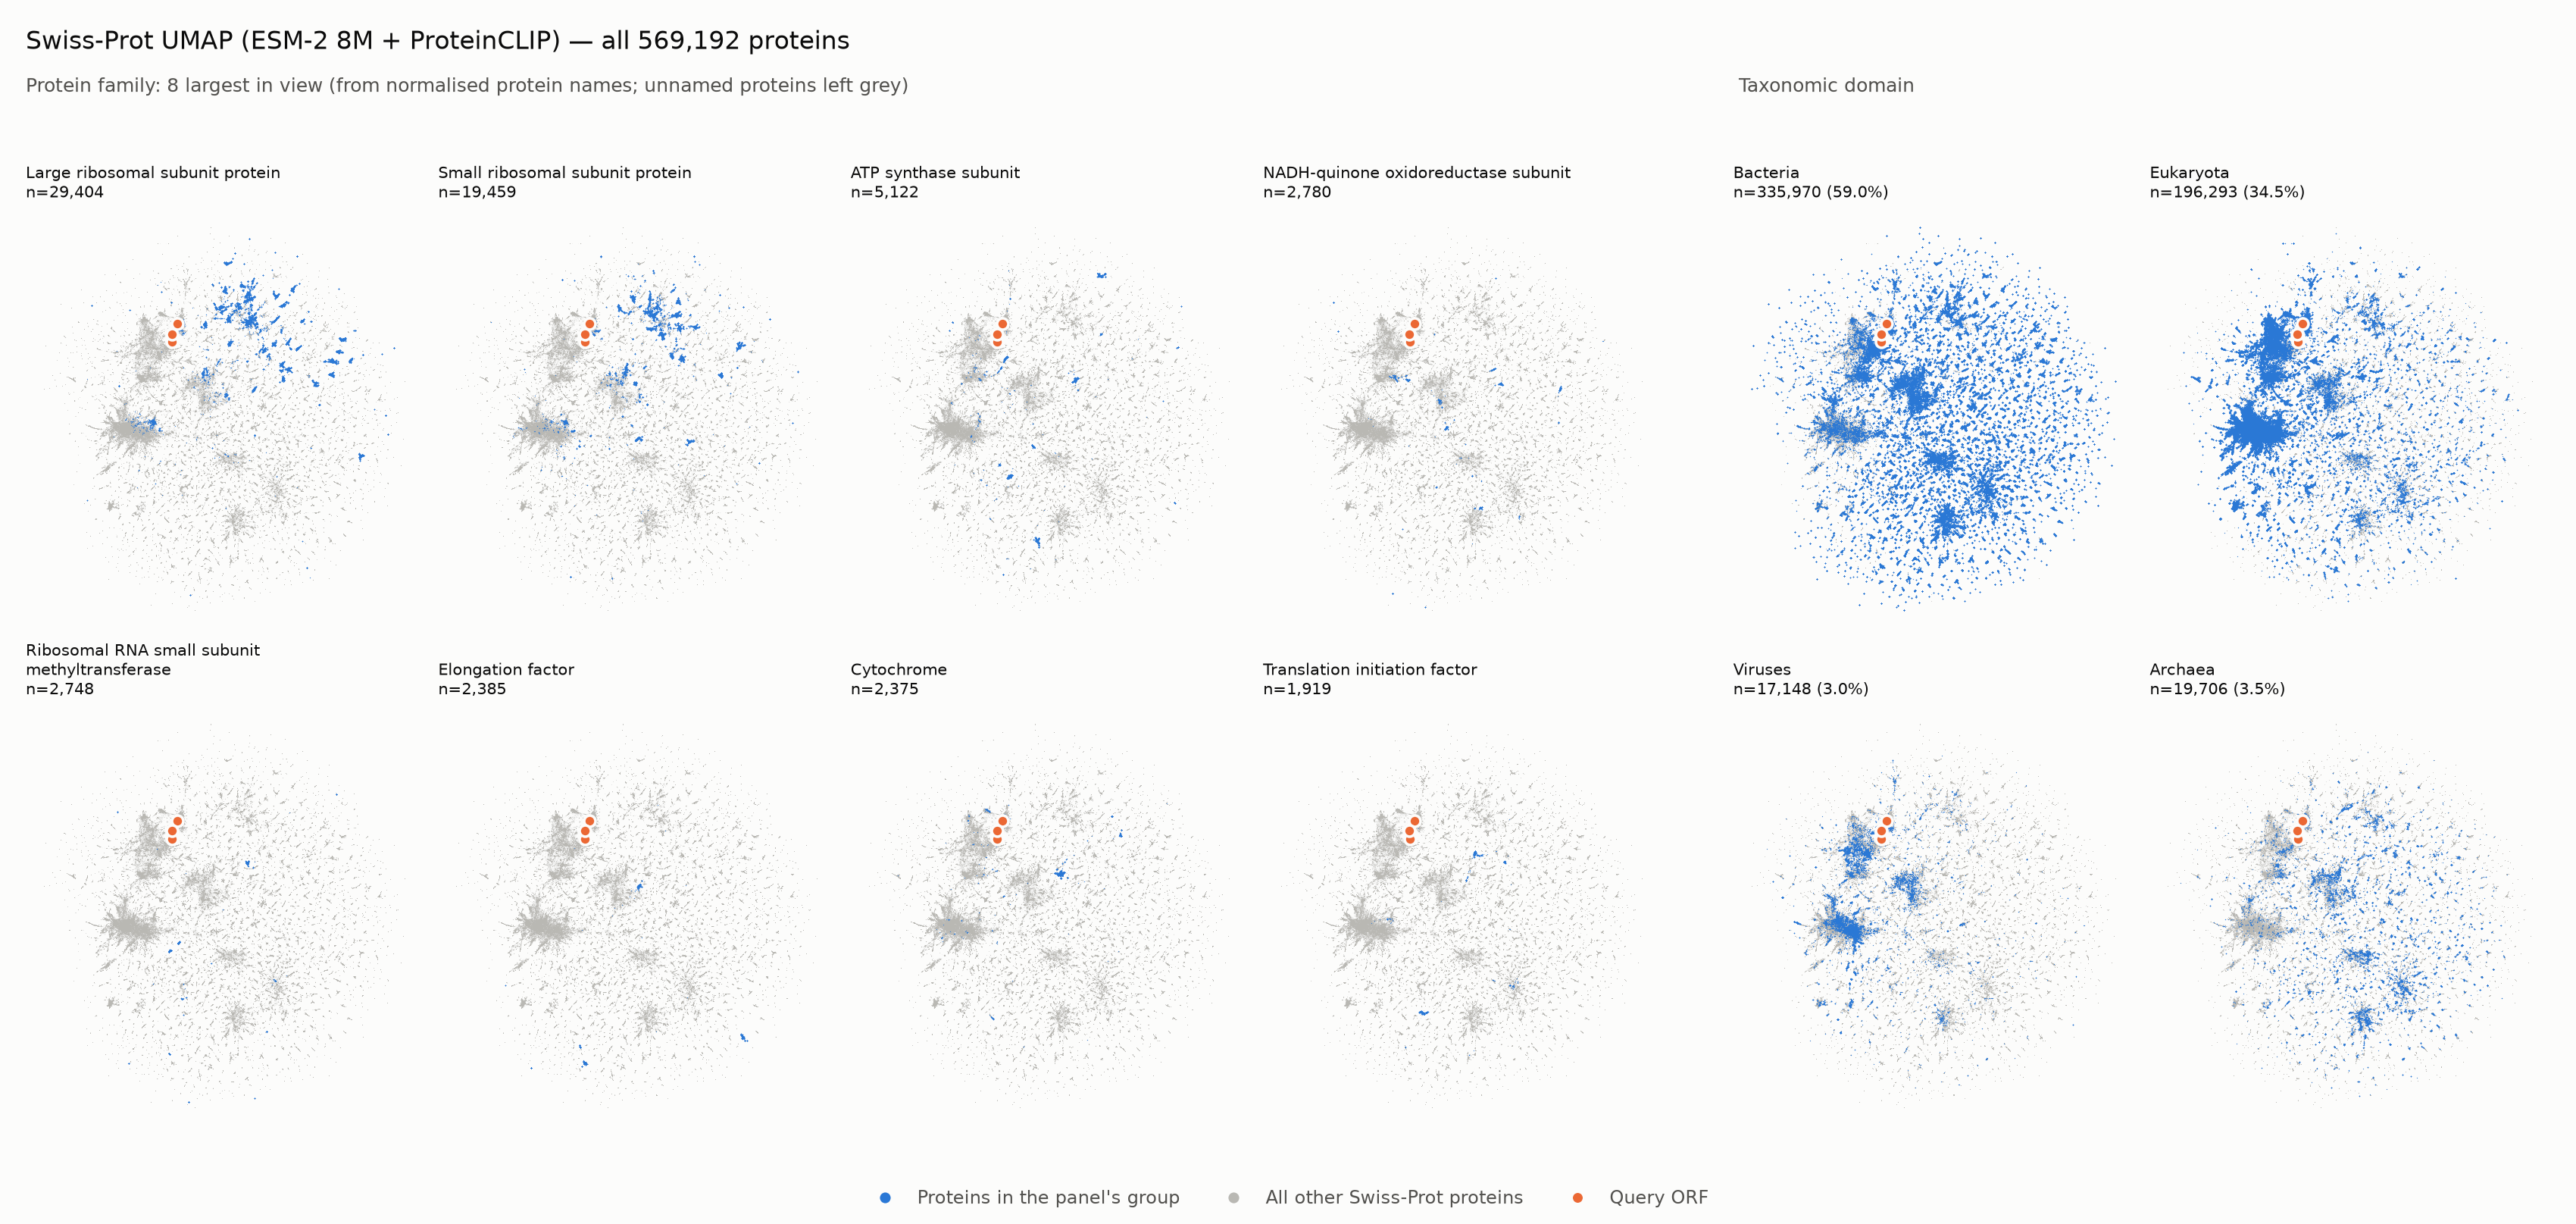 Swiss-Prot UMAP (ESM-2 8M + ProteinCLIP) — all 569,192 proteins
Protein family: 8 largest in view (from normalised protein names; unnamed proteins left grey)
Taxonomic domain
Large ribosomal subunit protein
n=29,404
Small ribosomal subunit protein
n=19,459
ATP synthase subunit
n=5,122
NADH-quinone oxidoreductase subunit
n=2,780
Bacteria
n=335,970 (59.0%)
Eukaryota
n=196,293 (34.5%)
Ribosomal RNA small subunit
methyltransferase
n=2,748
Elongation factor
n=2,385
Cytochrome
n=2,375
Translation initiation factor
n=1,919
Viruses
n=17,148 (3.0%)
Archaea
n=19,706 (3.5%)
Proteins in the panel's group
All other Swiss-Prot proteins
Query ORF